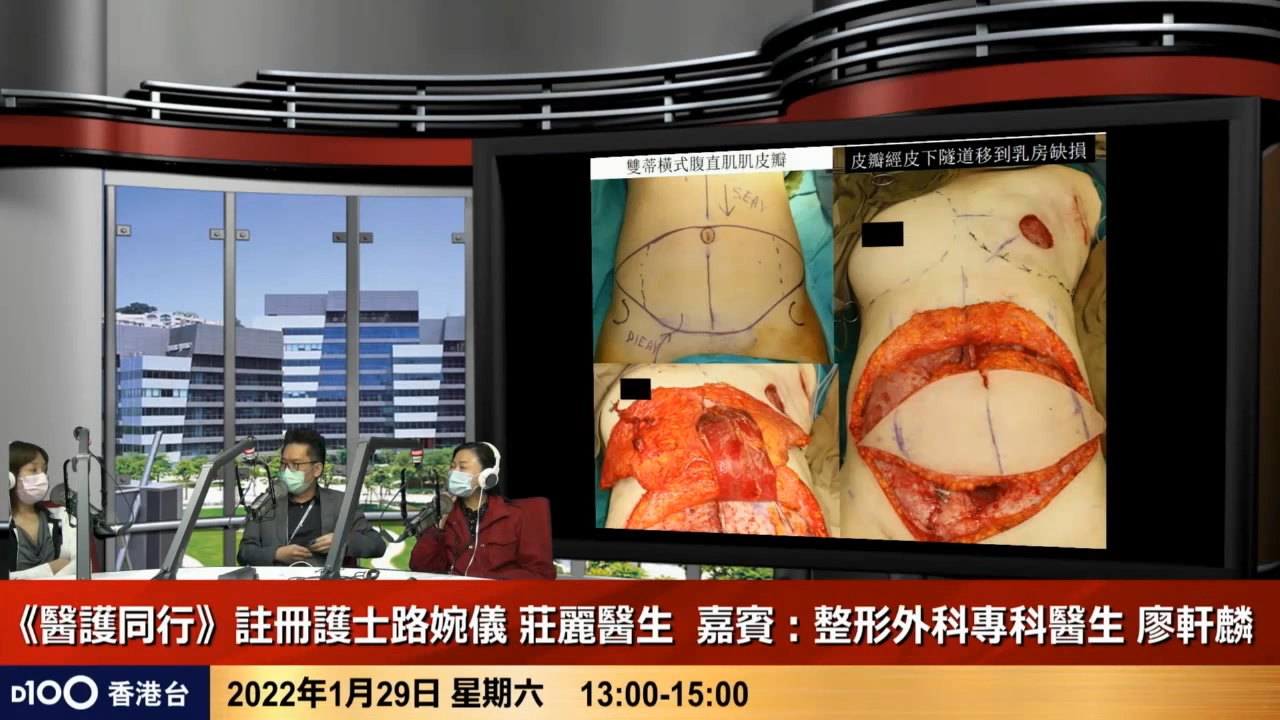 雙蒂橫式腹直肌肌皮瓣
皮瓣經皮下隧道移到乳房缺損
SEAV
DIEAV
《醫護同行》註冊護士路婉儀 莊麗醫生 嘉賓:整形外科專科醫生 廖軒麟
D100 香港台
2022年1月29日 星期六 13:00-15:00